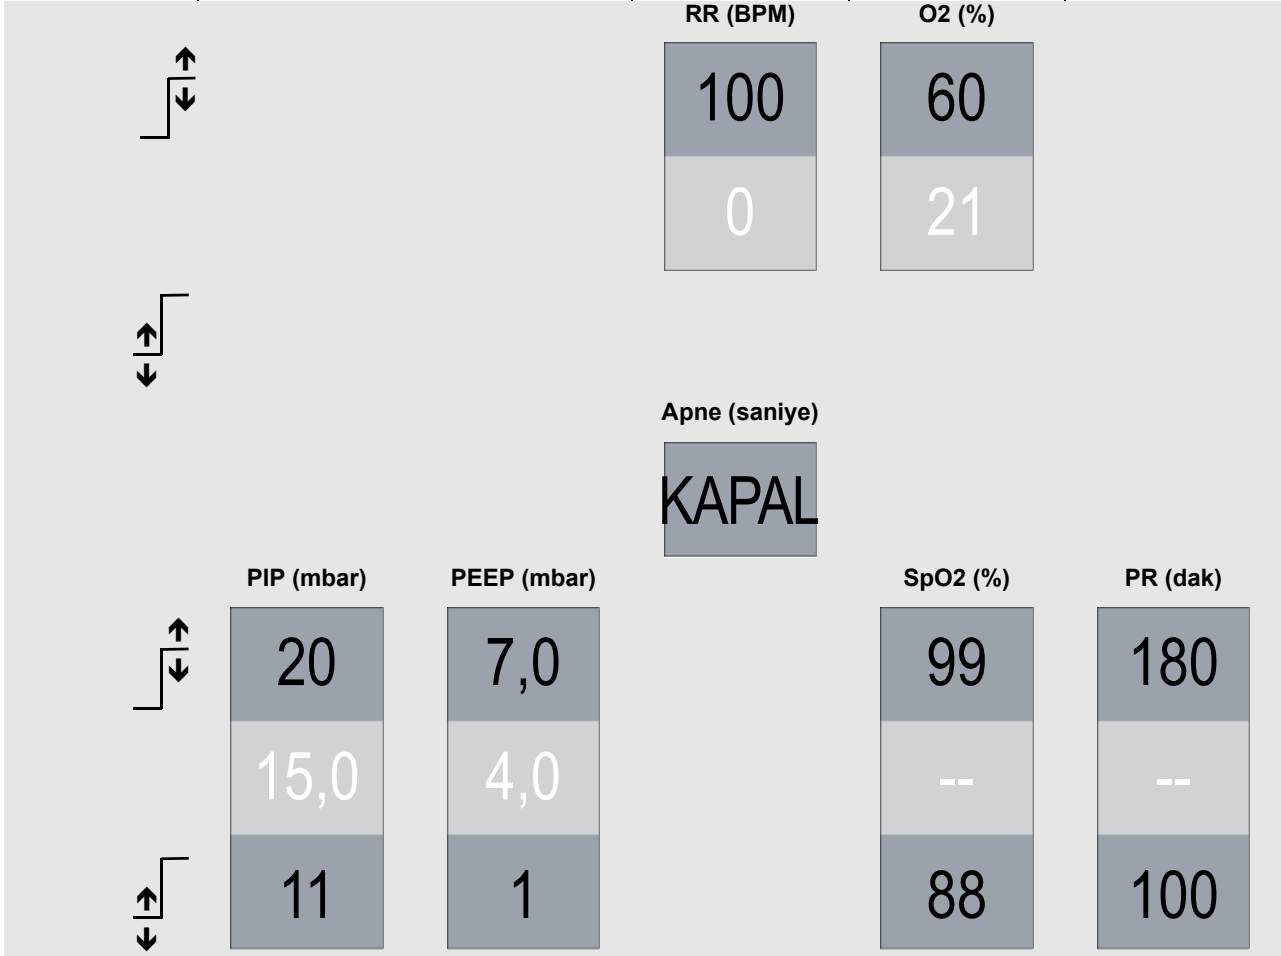 RR (BPM) O2 (%)
100 60
0 21
Apne (saniye)
KAPAL
PIP (mbar) PEEP (mbar) SpO2 (%) PR (dak)
20 7,0 99 180
15,0 4,0 -- --
11 1 88 100